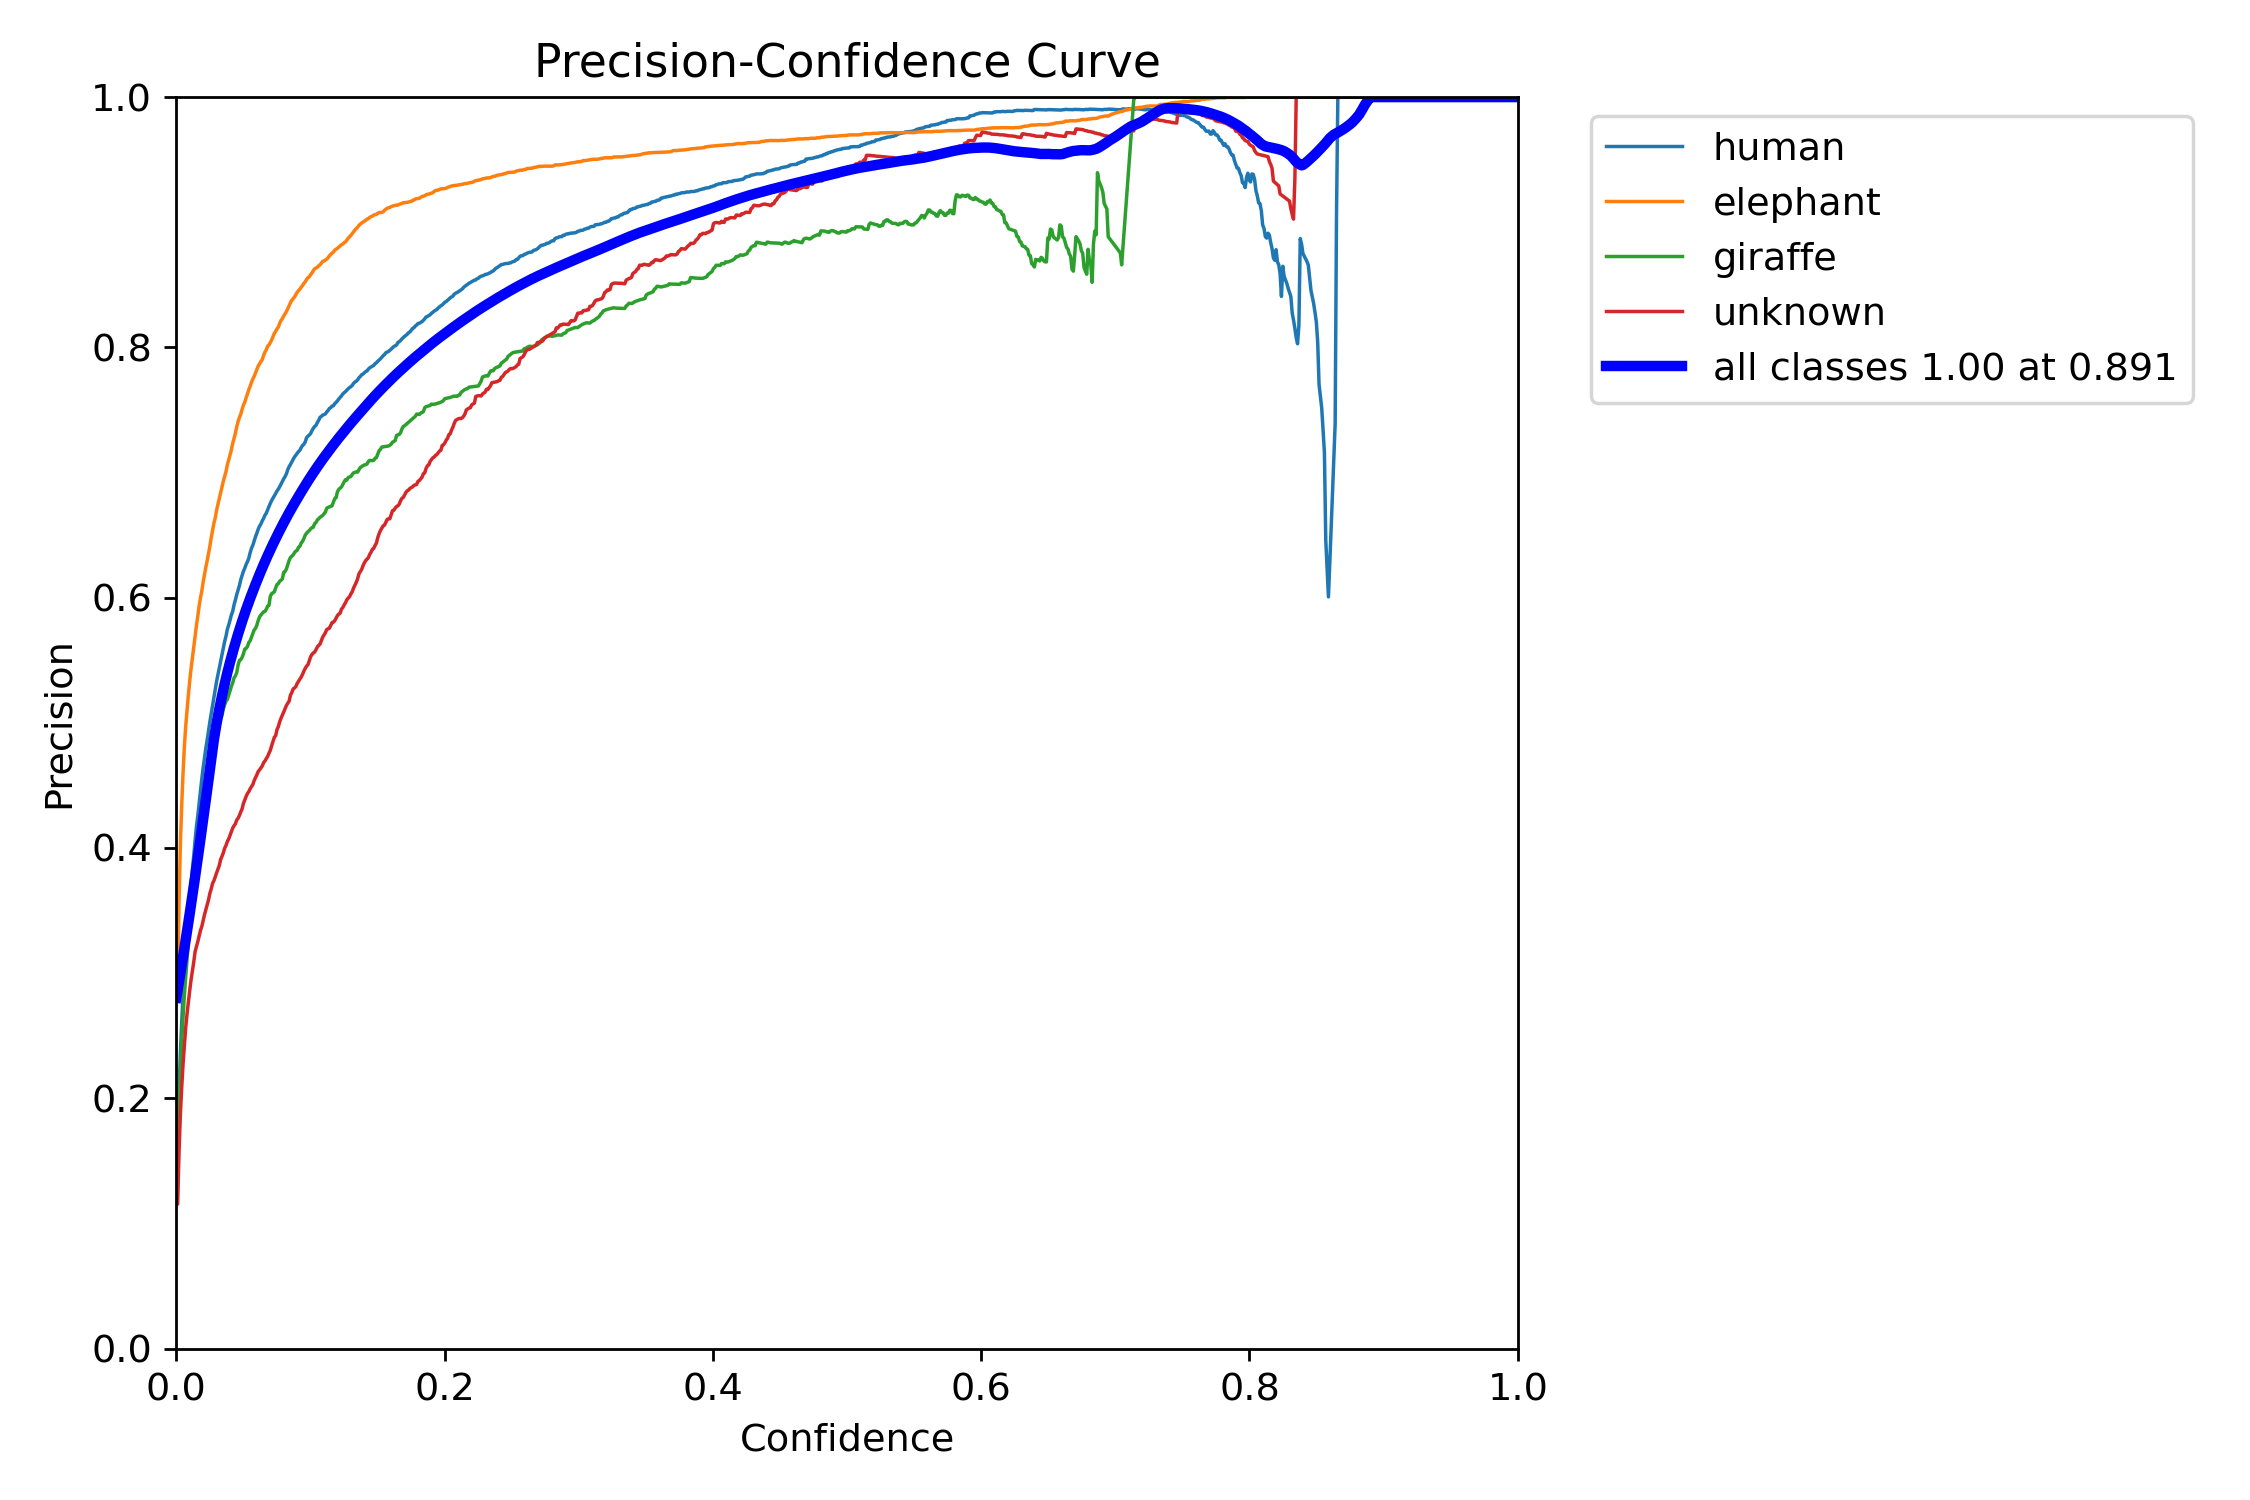 Precision-Confidence Curve
1.0
0.8
0.6
0.4
0.2
0.0
Precision
0.0 0.2 0.4 0.6 0.8 1.0
Confidence
human
elephant
giraffe
unknown
all classes 1.00 at 0.891